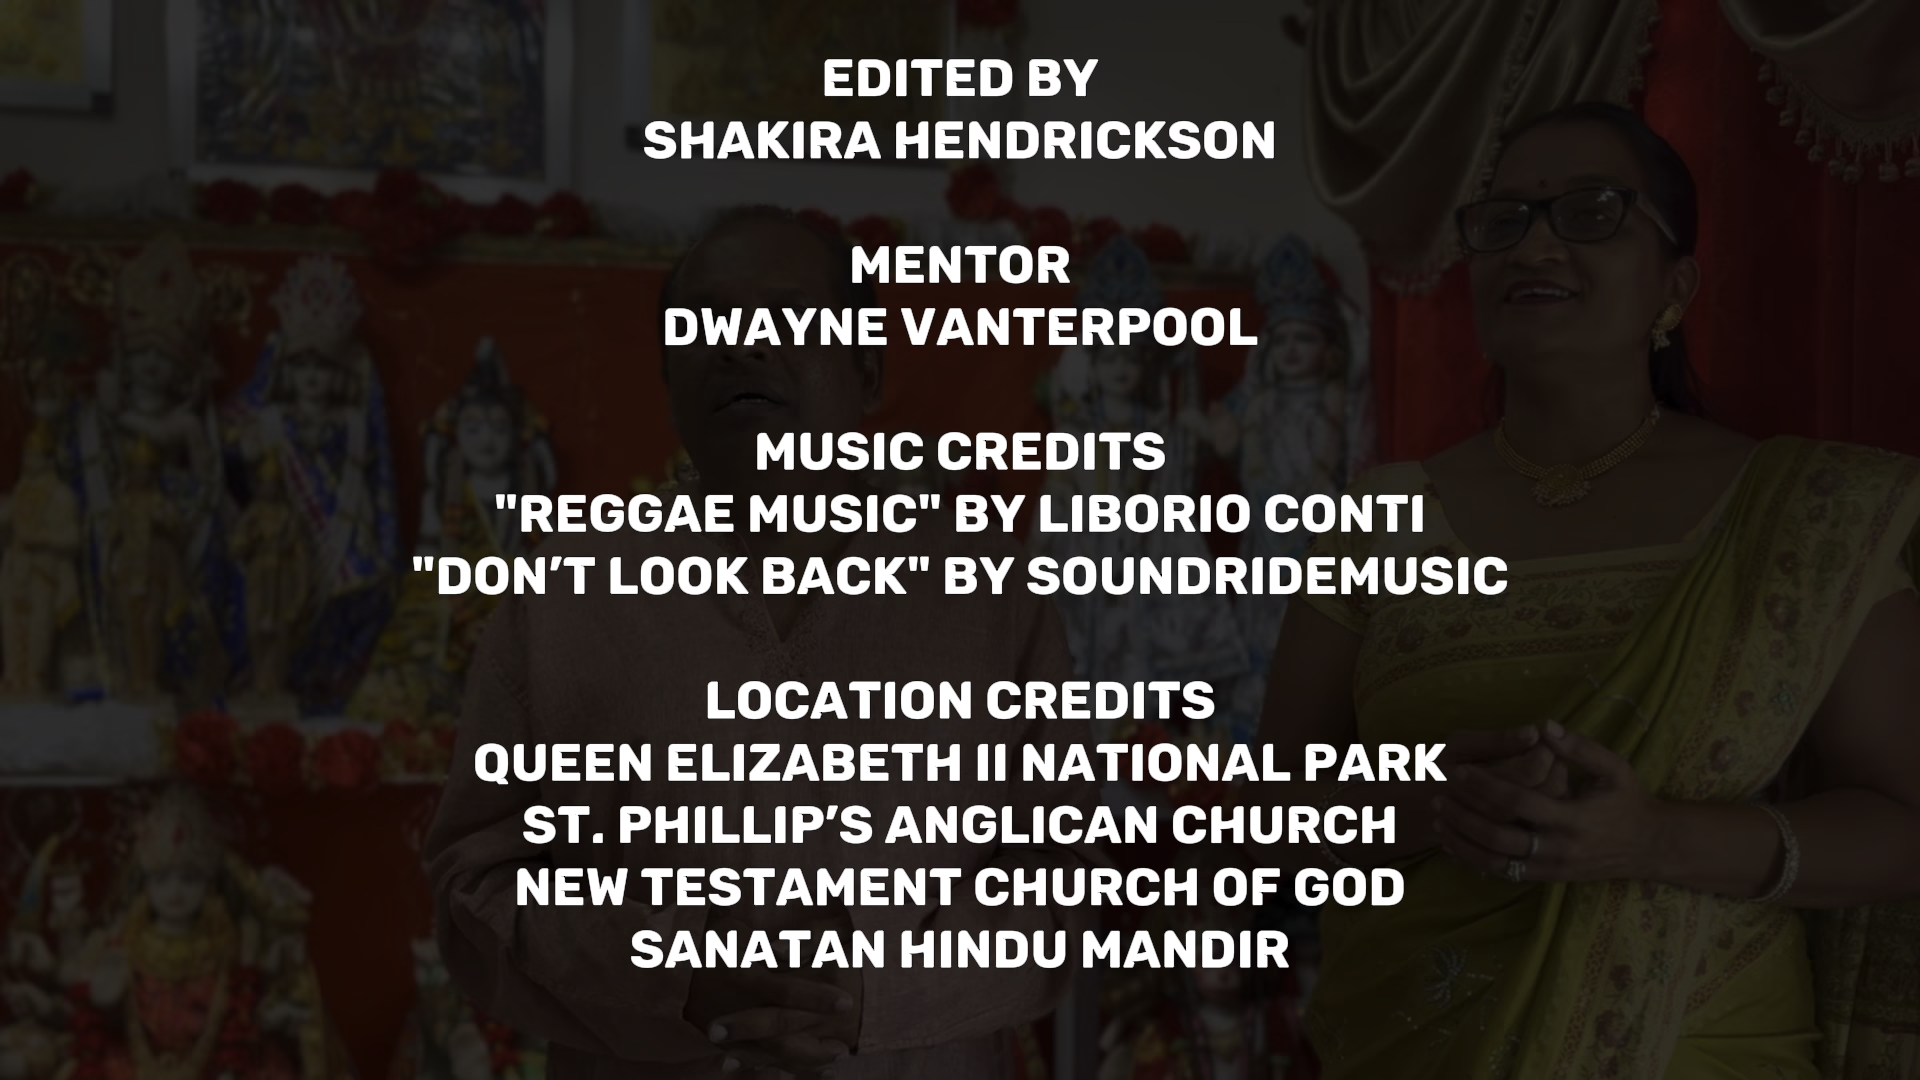 EDITED BY
SHAKIRA HENDRICKSON
MENTOR
DWAYNE VANTERPOOL
MUSIC CREDITS
"REGGAE MUSIC" BY LIBORIO CONTI
"DON’T LOOK BACK" BY SOUNDRIDEMUSIC
LOCATION CREDITS
QUEEN ELIZABETH II NATIONAL PARK
ST. PHILLIP’S ANGLICAN CHURCH
NEW TESTAMENT CHURCH OF GOD
SANATAN HINDU MANDIR